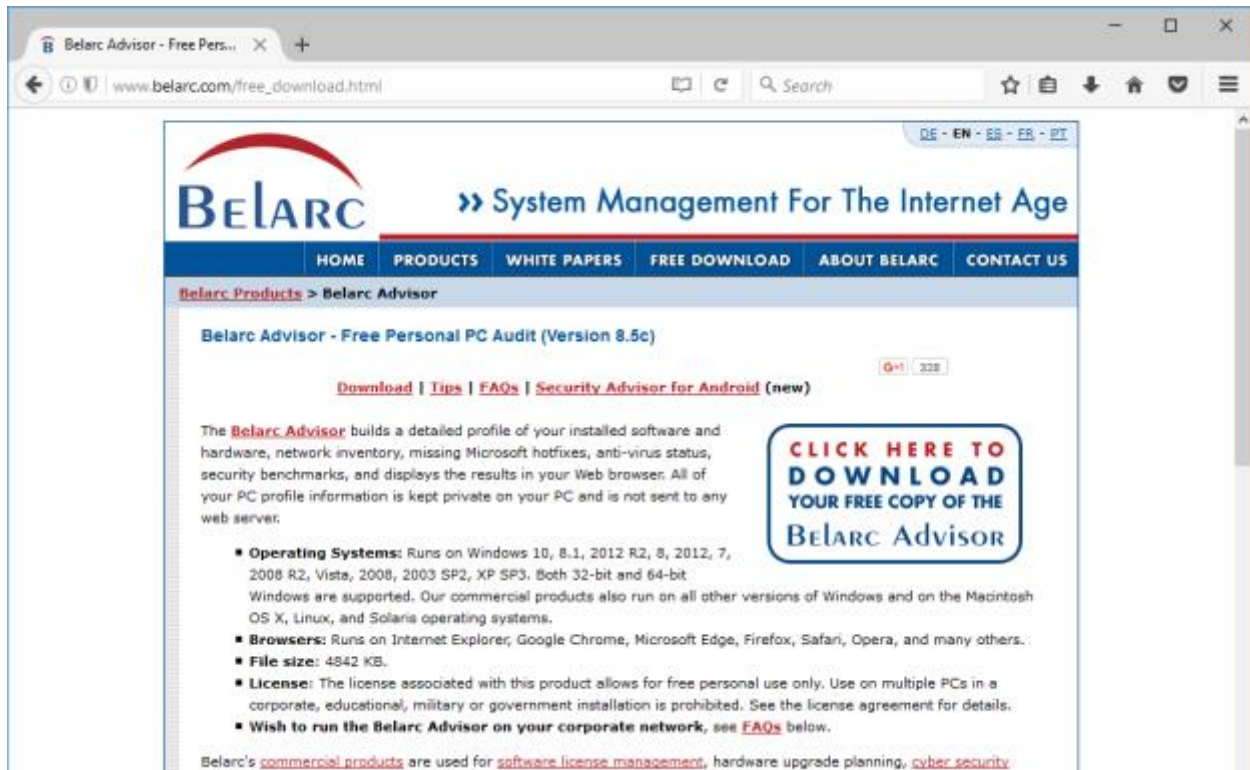 Belarc Advisor - Free Pers...
www.belarc.com/free_download.html
Search
DE - EN - ES - FR - PT
BELARC
›› System Management For The Internet Age
HOME PRODUCTS WHITE PAPERS FREE DOWNLOAD ABOUT BELARC CONTACT US
Belarc Products > Belarc Advisor
Belarc Advisor - Free Personal PC Audit (Version 8.5c)
G+1 328
Download | Tips | FAQs | Security Advisor for Android (new)
The Belarc Advisor builds a detailed profile of your installed software and
hardware, network inventory, missing Microsoft hotfixes, anti-virus status,
security benchmarks, and displays the results in your Web browser. All of
your PC profile information is kept private on your PC and is not sent to any
web server.
CLICK HERE TO
DOWNLOAD
YOUR FREE COPY OF THE
BELARC ADVISOR
▪ Operating Systems: Runs on Windows 10, 8.1, 2012 R2, 8, 2012, 7,
2008 R2, Vista, 2008, 2003 SP2, XP SP3. Both 32-bit and 64-bit
Windows are supported. Our commercial products also run on all other versions of Windows and on the Macintosh
OS X, Linux, and Solaris operating systems.
▪ Browsers: Runs on Internet Explorer, Google Chrome, Microsoft Edge, Firefox, Safari, Opera, and many others.
▪ File size: 4842 KB.
▪ License: The license associated with this product allows for free personal use only. Use on multiple PCs in a
corporate, educational, military or government installation is prohibited. See the license agreement for details.
▪ Wish to run the Belarc Advisor on your corporate network, see FAQs below.
Belarc's commercial products are used for software license management, hardware upgrade planning, cyber security